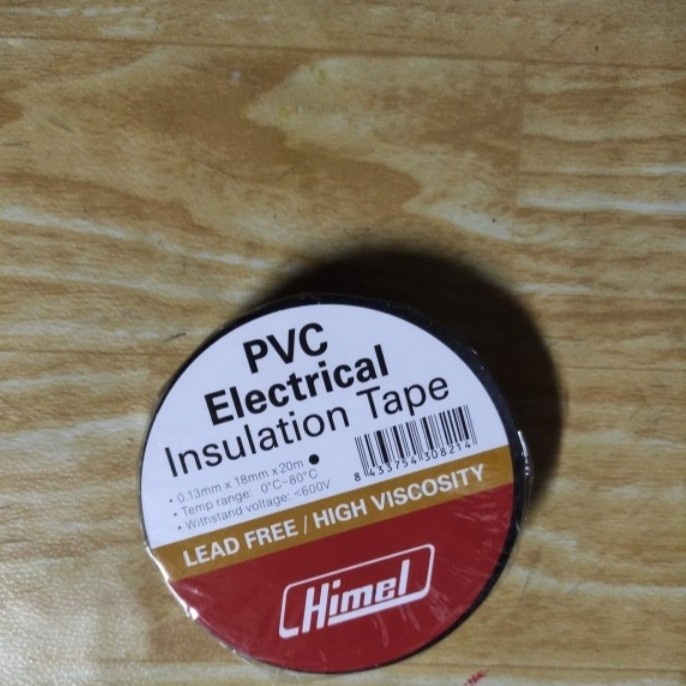 PVC
Electrical
Insulation Tape
• 0.13mm x 18mm x 20m ●
• Temp range: 0°C~80°C
• Withstand voltage: <600V
8 433754 308214
LEAD FREE / HIGH VISCOSITY
Himel